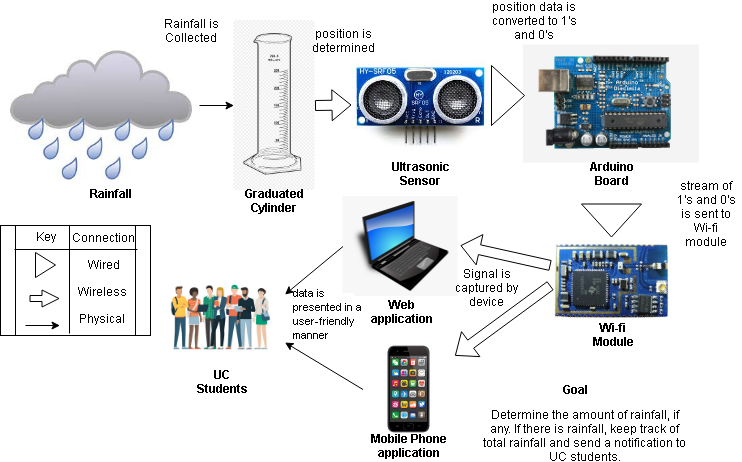 Rainfall is
Collected
position is
determined
position data is
converted to 1's
and 0's
HY-SRF05
Rainfall
Graduated
Cylinder
Ultrasonic
Sensor
Arduino
Board
stream of
1's and 0's
is sent to
Wi-fi
module
Key
Connection
Wired
Wireless
Physical
data is
presented in a
user-friendly
manner
UC
Students
Web
application
Signal is
captured by
device
Wi-fi
Module
Mobile Phone
application
Goal
Determine the amount of rainfall, if
any. If there is rainfall, keep track of
total rainfall and send a notification to
UC students.